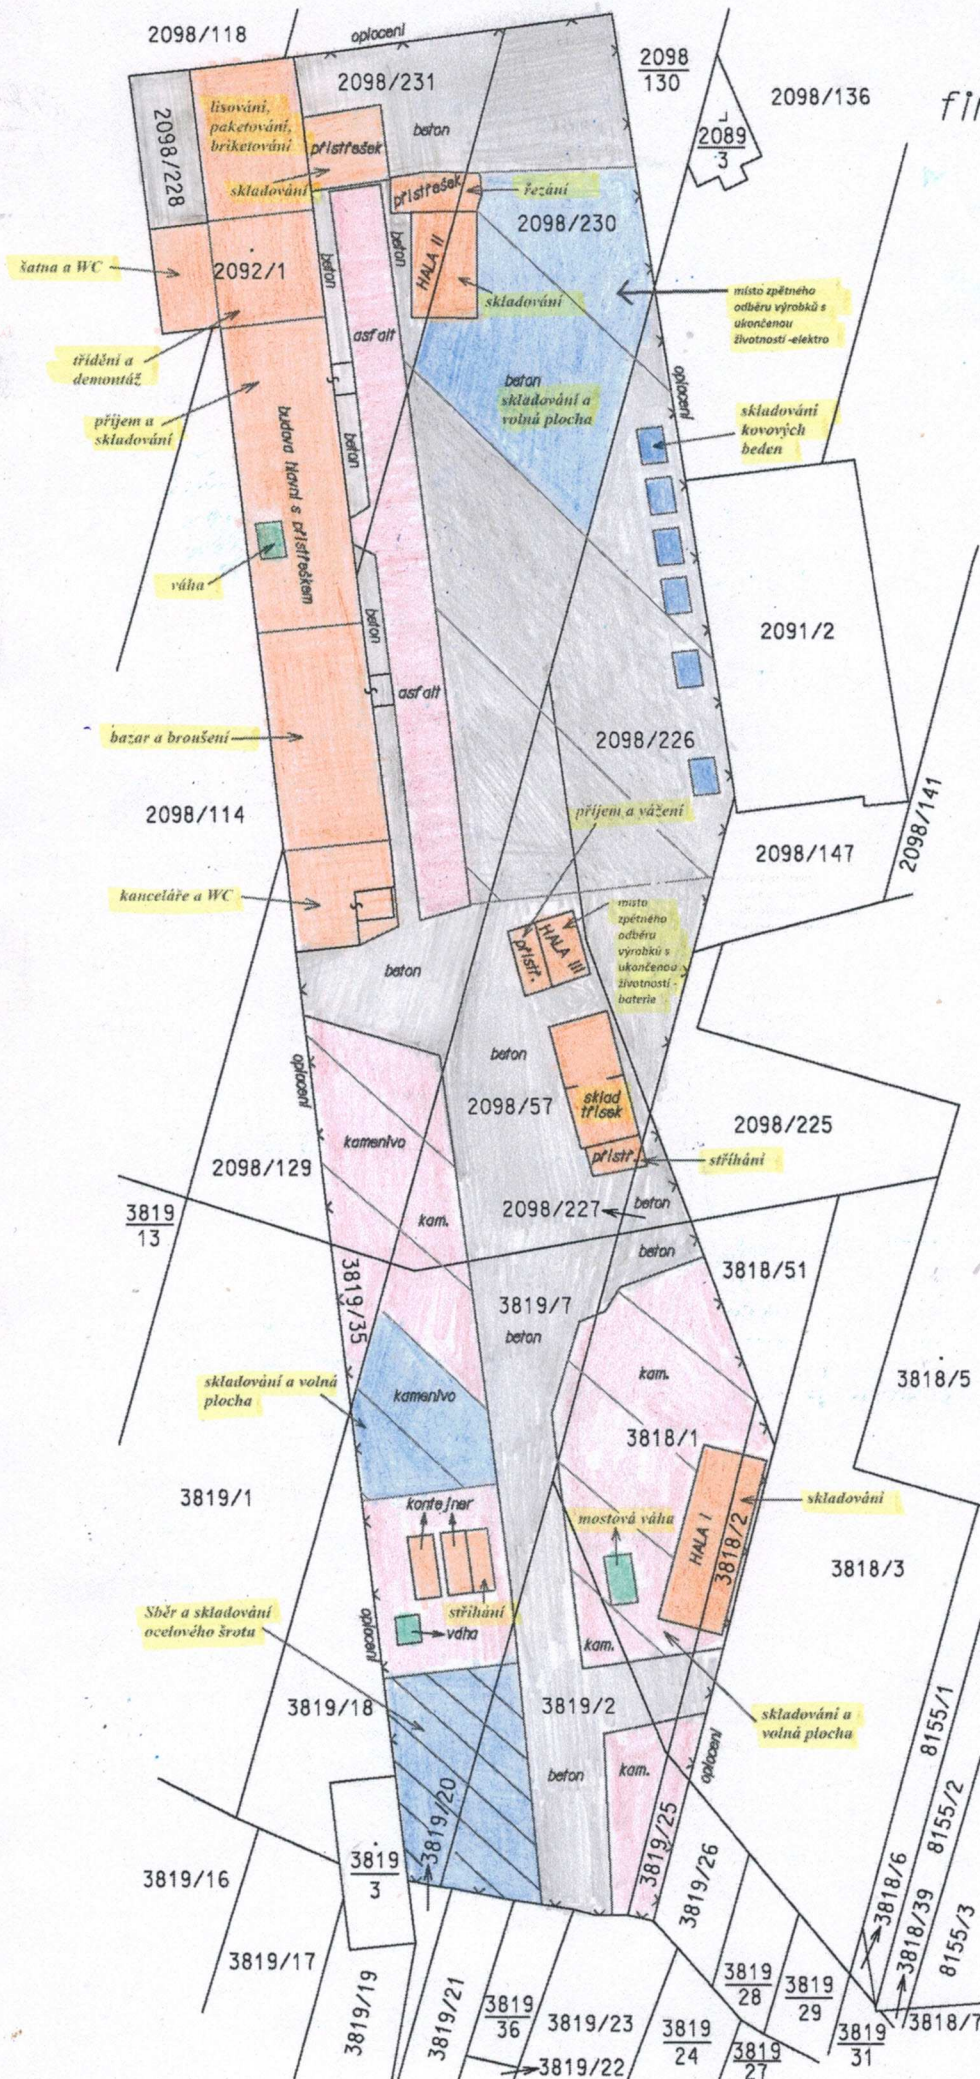 2098/118
oplocení
2098
130
2098/136
2098/231
fi
lisování,
paketování,
briketování
beton
2089
3
2098/228
přístřešek
skladování
přístřešek
řezání
2098/230
šatna a WC
2092/1
beton
beton
HALA II
skladování
místo zpětného
odběru výrobků s
ukončenou
životností -elektro
asfalt
třídění a
demontáž
beton
skladování a
volná plocha
oplocení
příjem a
skladování
skladování
kovových
beden
s
beton
budova hlavní s přístřeškem
váha
beton
2091/2
s
asfalt
bazar a broušení
2098/226
2098/114
příjem a vážení
2098/141
2098/147
kanceláře a WC
s
místo
zpětného
odběru
výrobků s
ukončenou
životností -
baterie
příst.
HALA III
beton
oplocení
beton
2098/57
sklad
třísek
2098/225
kamenivo
2098/129
příst.
stříhání
3819
13
kam.
2098/227
beton
beton
3819/35
3818/51
3819/7
beton
skladování a volná
plocha
kamenivo
kam.
3818/5
3818/1
3819/1
kontejner
mostová váha
HALA I
3818/2
skladování
3818/3
Sběr a skladování
ocelového šrotu
stříhání
váha
oplocení
kam.
3819/18
3819/2
skladování a
volná plocha
beton
kam.
oplocení
8155/1
3819/20
8155/2
3819/25
3819/16
3819
3
3819/26
3818/6
3818/39
8155/3
3819/17
3819/19
3819/21
3819
36
3819/23
3819/22
3819
24
3819
28
3819
27
3819
29
3819
31
3818/7